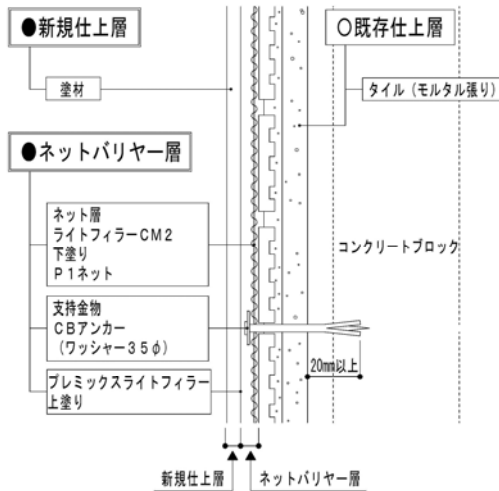 ●新規仕上層
塗材
●ネットバリヤー層
ネット層
ライトフィラーCM2
下塗り
P1ネット
支持金物
CBアンカー
(ワッシャー35φ)
プレミックスライトフィラー
上塗り
○既存仕上層
タイル(モルタル張り)
コンクリートブロック
20mm以上
新規仕上層
ネットバリヤー層